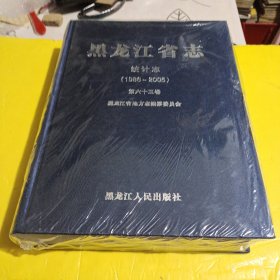 黑龙江省志
统计志
(1986-2005)
第六十三卷
黑龙江省地方志编纂委员会
黑龙江人民出版社